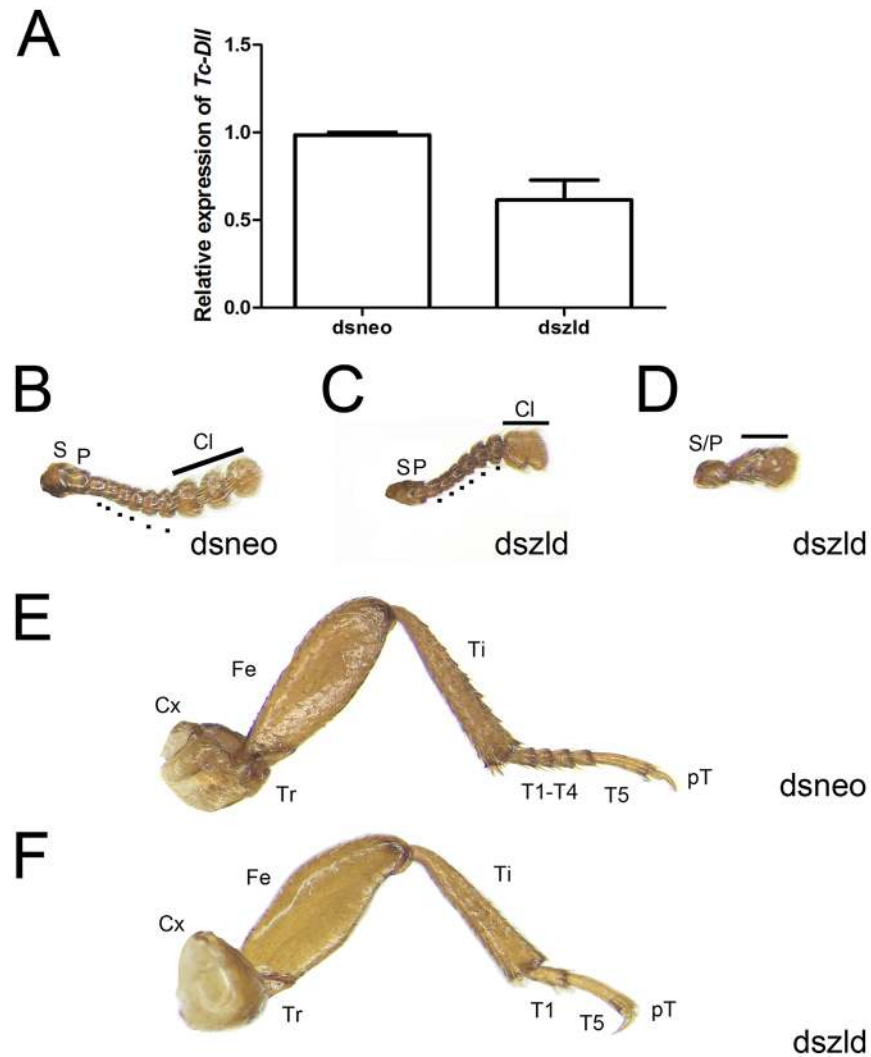 A
Relative expression of Tc-Dll
1.5
1.0
0.5
0.0
dsneo
dszld
B
S
P
Cl
dsneo
C
S P
Cl
dszld
D
S/P
dszld
E
Cx
Fe
Tr
Ti
T1-T4
T5
pT
dsneo
F
Cx
Fe
Tr
Ti
T1
T5
pT
dszld